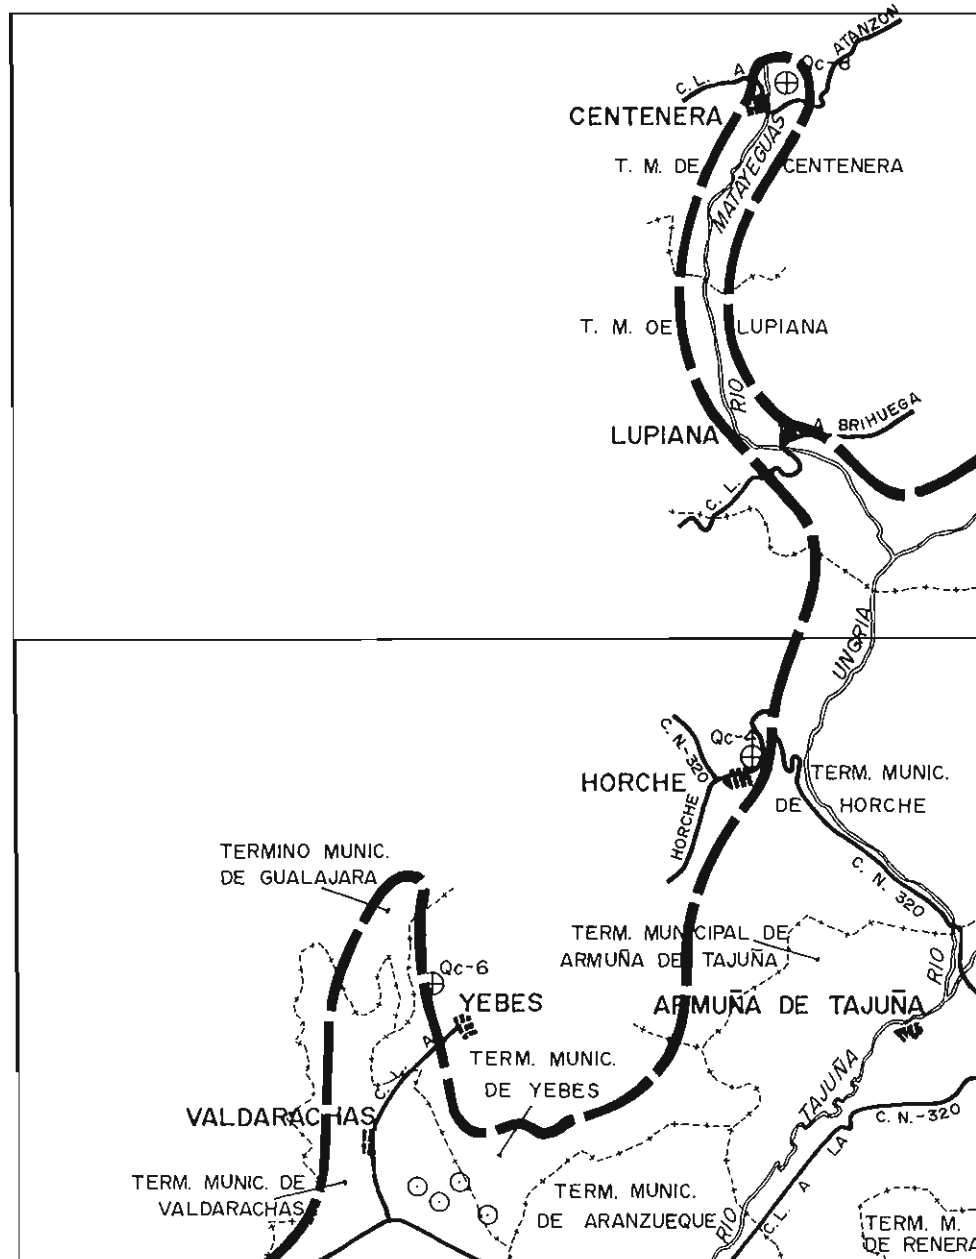 ATANZON
Qc-8
C. L. A
CENTENERA
MATAYEGUAS
T. M. DE CENTENERA
T. M. OE LUPIANA
RIO
A BRIHUEGA
LUPIANA
C. L.
UNGRIA
C. N.-320
Qc-4
HORCHE
TERM. MUNIC.
DE HORCHE
HORCHE
C. N. 320
TERMINO MUNIC.
DE GUALAJARA
TERM. MUNICIPAL DE
ARMUÑA DE TAJUÑA
RIO
Qc-6
YEBES
ARMUÑA DE TAJUÑA
C. L. A
TERM. MUNIC.
DE YEBES
TAJUÑA
VALDARACHAS
C. N.-320
LA
TERM. MUNIC. DE
VALDARACHAS
TERM. MUNIC.
DE ARANZUEQUE
RIO
C. L. A
TERM. M.
DE RENERA